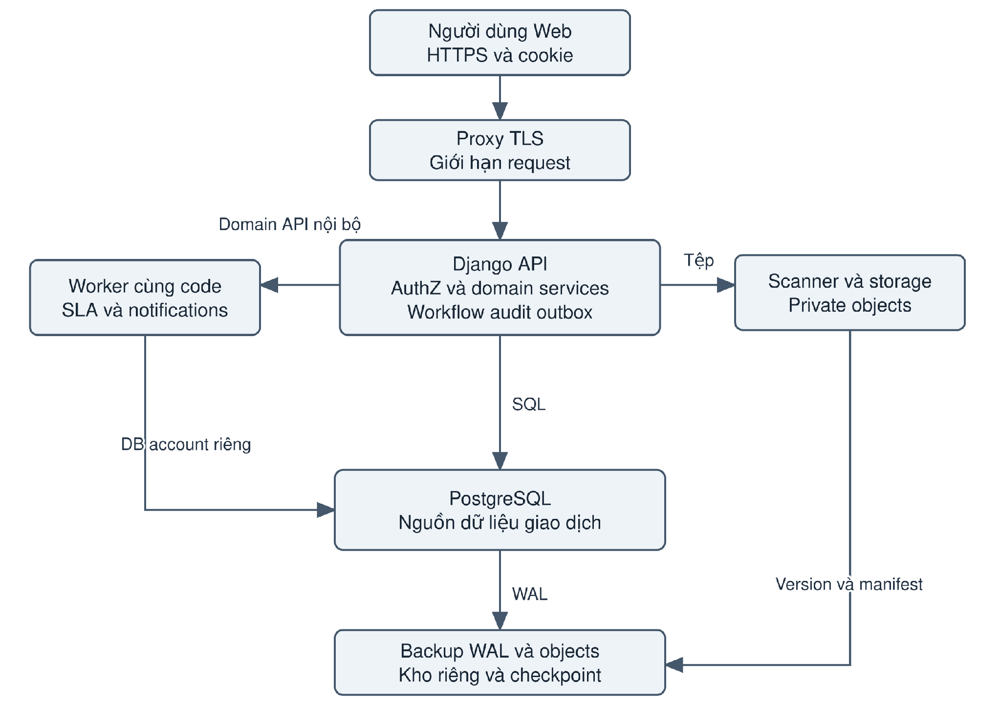 Người dùng Web
HTTPS và cookie
Proxy TLS
Giới hạn request
Domain API nội bộ
Django API
AuthZ và domain services
Workflow audit outbox
Tệp
Worker cùng code
SLA và notifications
Scanner và storage
Private objects
SQL
DB account riêng
PostgreSQL
Nguồn dữ liệu giao dịch
Version và manifest
WAL
Backup WAL và objects
Kho riêng và checkpoint